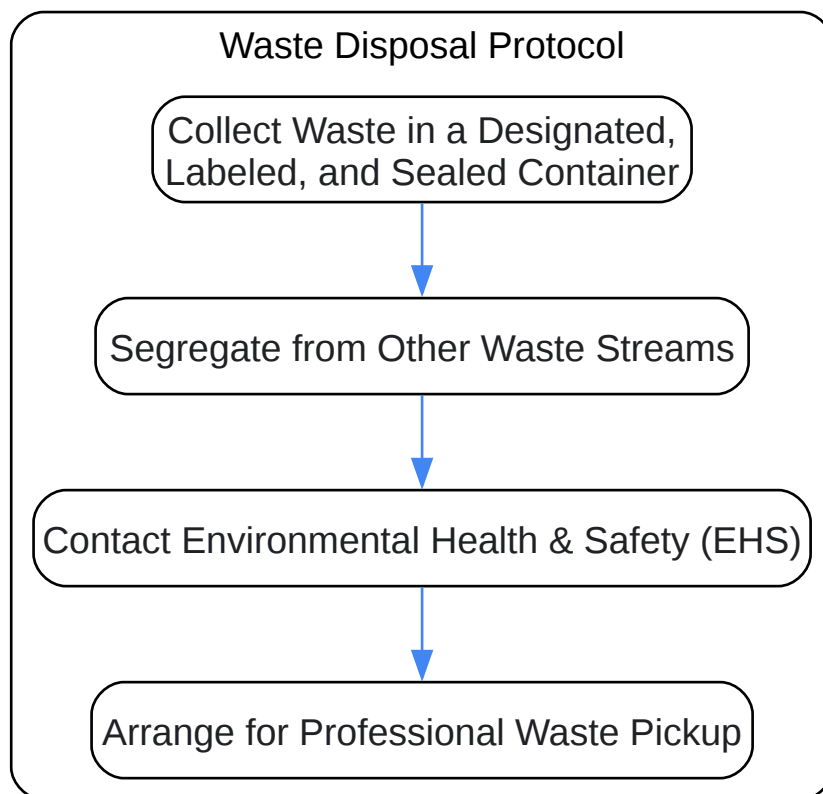 Waste Disposal Protocol
Collect Waste in a Designated,
Labeled, and Sealed Container
Segregate from Other Waste Streams
Contact Environmental Health & Safety (EHS)
Arrange for Professional Waste Pickup